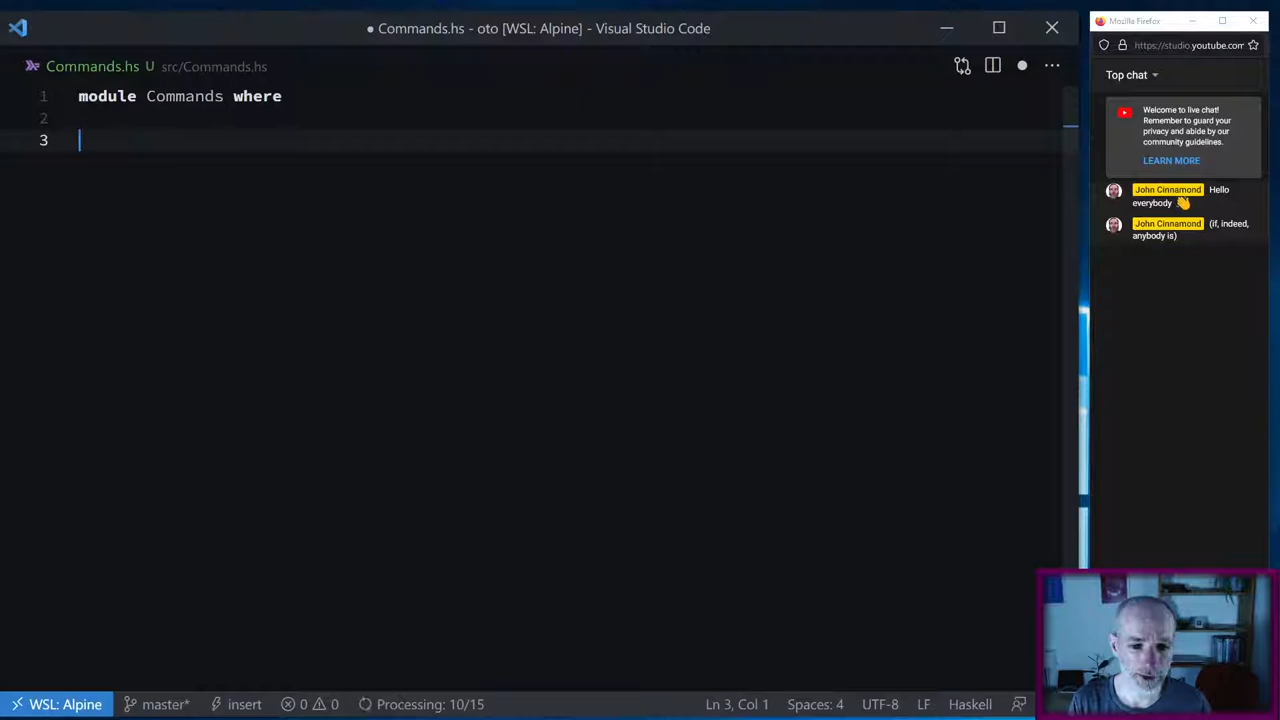 ● Commands.hs - oto [WSL: Alpine] - Visual Studio Code
Commands.hs U src/Commands.hs
1 module Commands where
2
3
WSL: Alpine master* insert 0 0 Processing: 10/15 Ln 3, Col 1 Spaces: 4 UTF-8 LF Haskell
Mozilla Firefox
https://studio.youtube.com
Top chat
Welcome to live chat!
Remember to guard your
privacy and abide by our
community guidelines.
LEARN MORE
John Cinnamond Hello
everybody 👋
John Cinnamond (if, indeed,
anybody is)